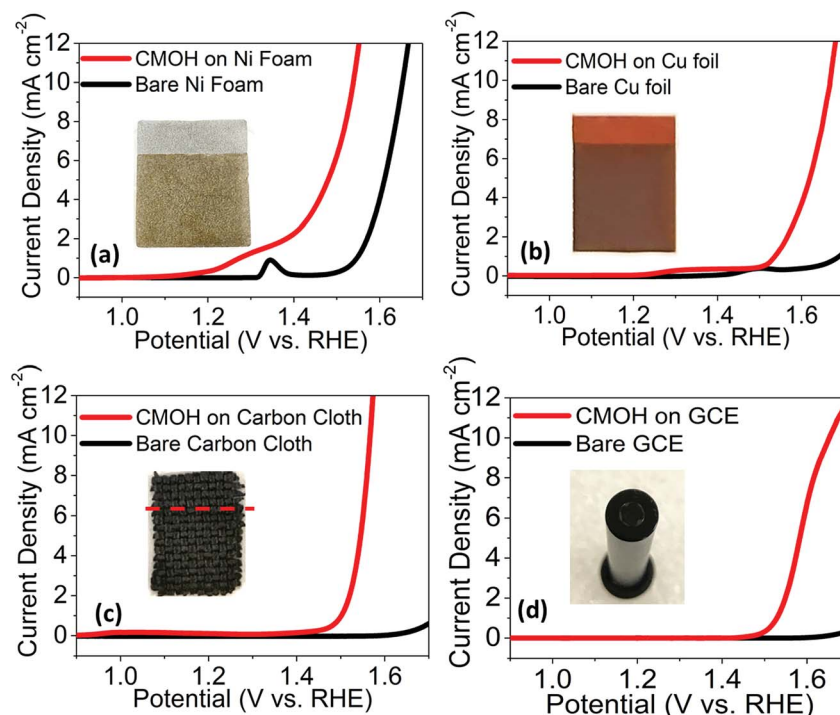 12
10
8
6
4
2
0
Current Density (mA cm⁻²)
CMOH on Ni Foam
Bare Ni Foam
(a)
1.0 1.2 1.4 1.6
Potential (V vs. RHE)
12
10
8
6
4
2
0
Current Density (mA cm⁻²)
CMOH on Cu foil
Bare Cu foil
(b)
1.0 1.2 1.4 1.6
Potential (V vs. RHE)
12
10
8
6
4
2
0
Current Density (mA cm⁻²)
CMOH on Carbon Cloth
Bare Carbon Cloth
(c)
1.0 1.2 1.4 1.6
Potential (V vs. RHE)
12
10
8
6
4
2
0
Current Density (mA cm⁻²)
CMOH on GCE
Bare GCE
(d)
1.0 1.2 1.4 1.6
Potential (V vs. RHE)